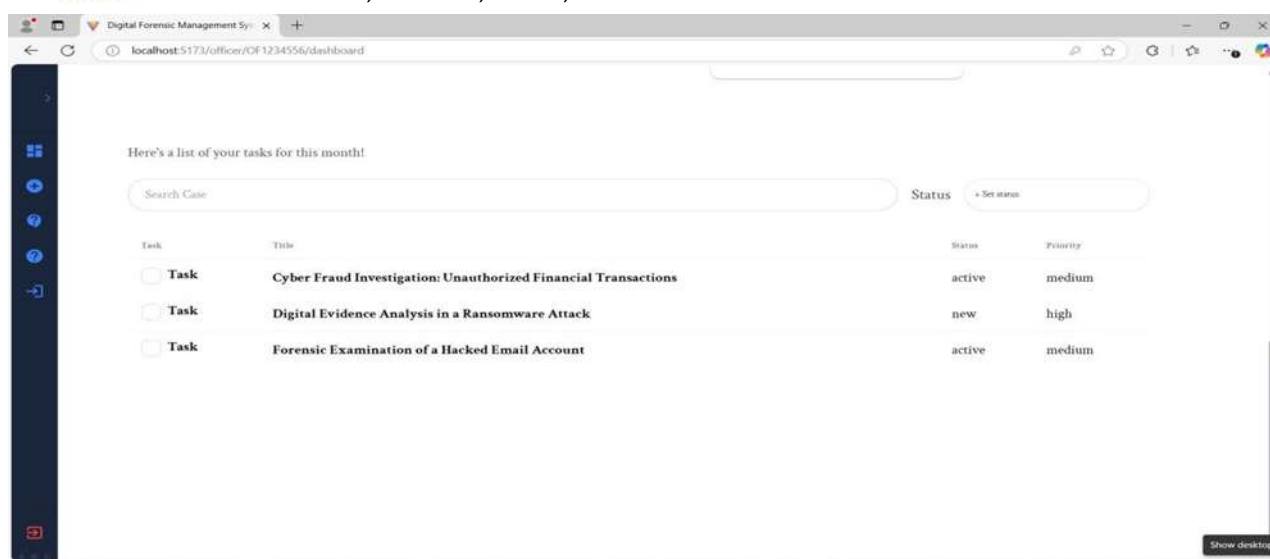 Digital Forensic Management Sy
localhost:5173/officer/OF1234556/dashboard
Here's a list of your tasks for this month!
Search Case
Status + Set status
Task Title Status Priority
Task Cyber Fraud Investigation: Unauthorized Financial Transactions active medium
Task Digital Evidence Analysis in a Ransomware Attack new high
Task Forensic Examination of a Hacked Email Account active medium
Show desktop